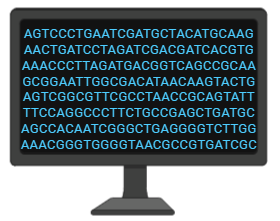 AGTCCCTGAATCGATGCTACATGCAAG
AACTGATCCTAGATCGACGATCACGTG
AAACCCTTAGATGACGGTCAGCCGCAA
GCGGAATTGGCGACATAACAAGTACTG
AGTCGGCGTTCGCCTAACCGCAGTATT
TTCCAGGCCCTTCTGCCGAGCTGATGC
AGCCACAATCGGGCTGAGGGGTCTTGG
AAACGGGTGGGGTAACGCCGTGATCGC